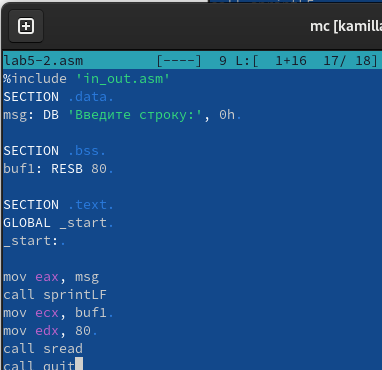 mc [kamilla
lab5-2.asm [----] 9 L:[ 1+16 17/ 18]
%include 'in_out.asm'
SECTION .data.
msg: DB 'Введите строку:', 0h.
SECTION .bss.
buf1: RESB 80.
SECTION .text.
GLOBAL _start.
_start:.
mov eax, msg
call sprintLF
mov ecx, buf1.
mov edx, 80.
call sread
call quit